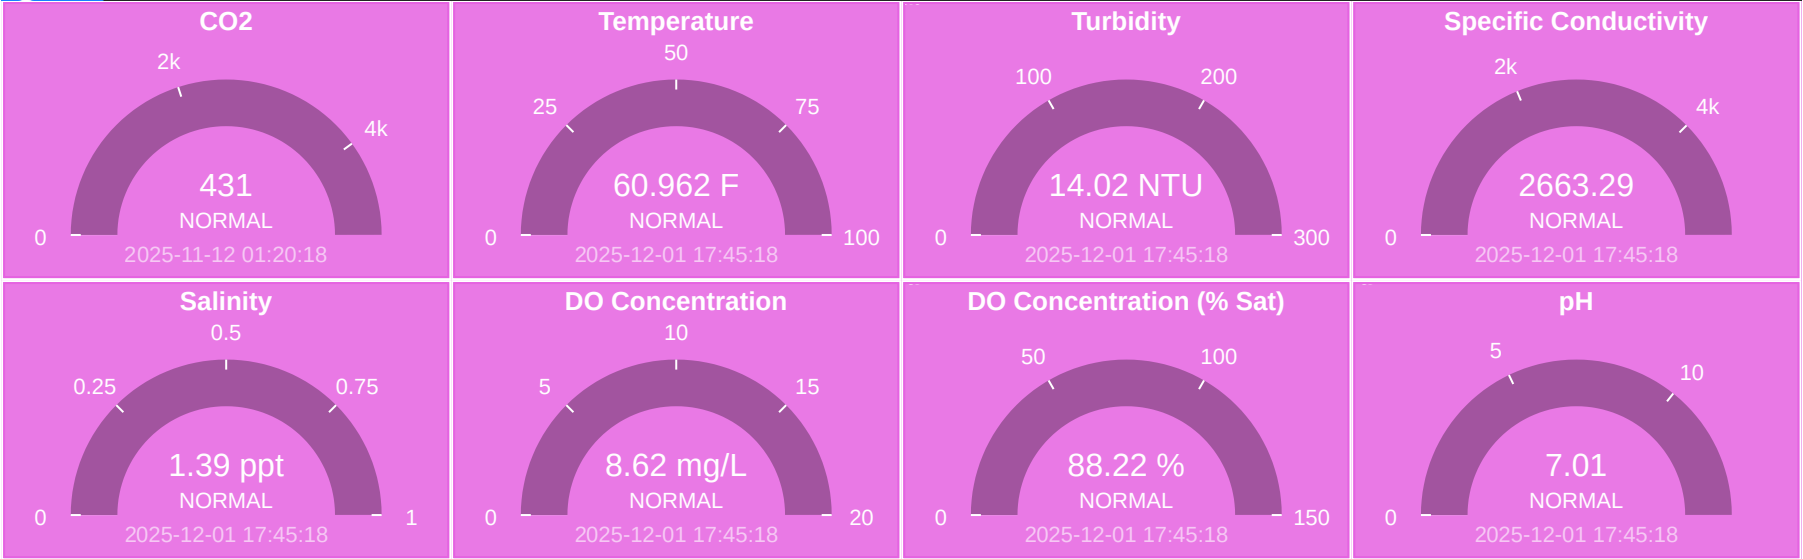 CO2
2k
4k
0
431
NORMAL
2025-11-12 01:20:18
Temperature
50
25
75
0
100
60.962 F
NORMAL
2025-12-01 17:45:18
Turbidity
100
200
0
300
14.02 NTU
NORMAL
2025-12-01 17:45:18
Specific Conductivity
2k
4k
0
2663.29
NORMAL
2025-12-01 17:45:18
Salinity
0.5
0.25
0.75
0
1
1.39 ppt
NORMAL
2025-12-01 17:45:18
DO Concentration
10
5
15
0
20
8.62 mg/L
NORMAL
2025-12-01 17:45:18
DO Concentration (% Sat)
50
100
0
150
88.22 %
NORMAL
2025-12-01 17:45:18
pH
5
10
0
7.01
NORMAL
2025-12-01 17:45:18